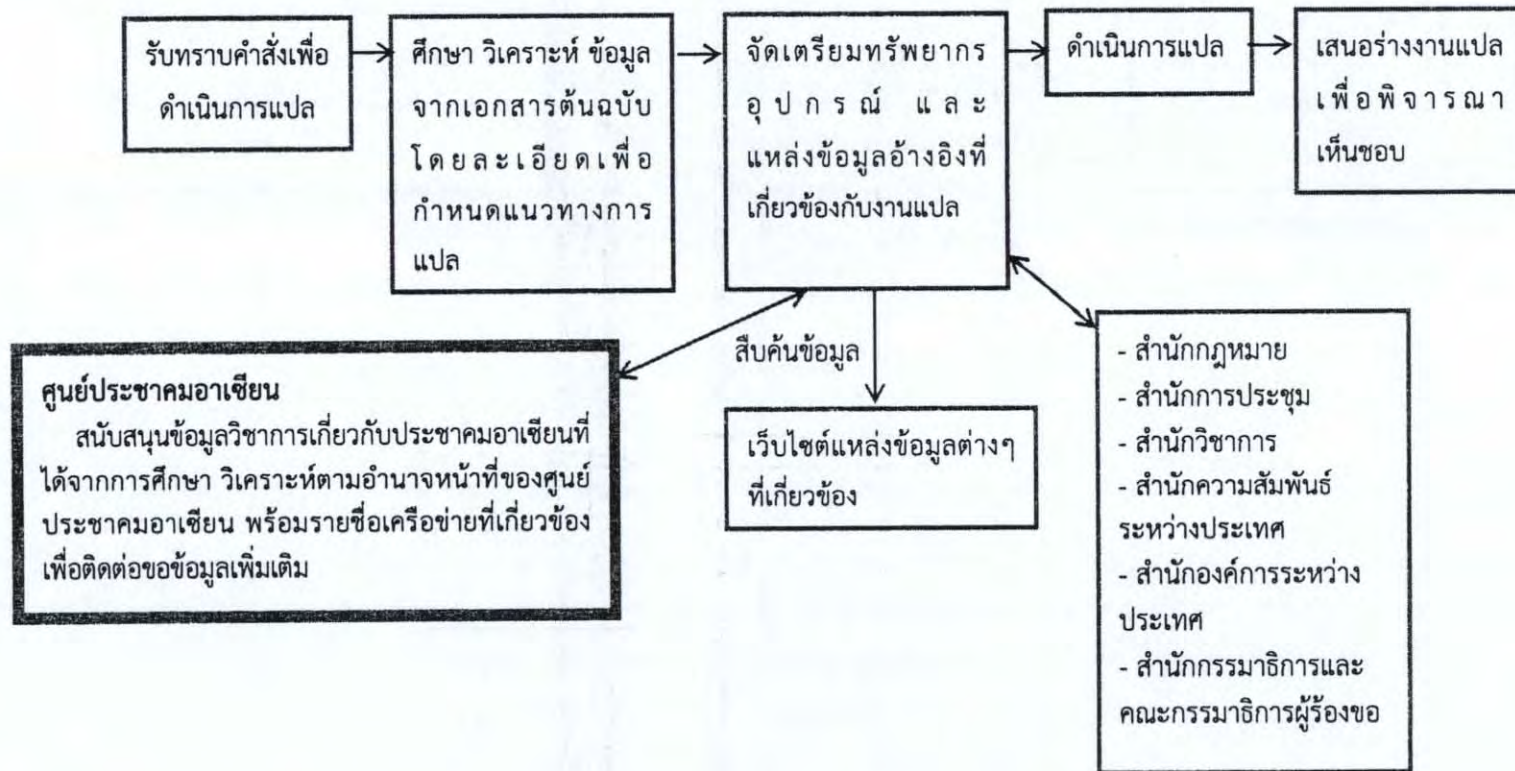 รับทราบคำสั่งเพื่อ
ดำเนินการแปล
ศึกษา วิเคราะห์ ข้อมูล
จากเอกสารต้นฉบับ
โดยละเอียดเพื่อ
กำหนดแนวทางการ
แปล
จัดเตรียมทรัพยากร
อุปกรณ์ และ
แหล่งข้อมูลอ้างอิงที่
เกี่ยวข้องกับงานแปล
ดำเนินการแปล
เสนอร่างงานแปล
เพื่อพิจารณา
เห็นชอบ
ศูนย์ประชาคมอาเซียน
สนับสนุนข้อมูลวิชาการเกี่ยวกับประชาคมอาเซียนที่
ได้จากการศึกษา วิเคราะห์ตามอำนาจหน้าที่ของศูนย์
ประชาคมอาเซียน พร้อมรายชื่อเครือข่ายที่เกี่ยวข้อง
เพื่อติดต่อขอข้อมูลเพิ่มเติม
สืบค้นข้อมูล
เว็บไซต์แหล่งข้อมูลต่างๆ
ที่เกี่ยวข้อง
- สำนักกฎหมาย
- สำนักการประชุม
- สำนักวิชาการ
- สำนักความสัมพันธ์
ระหว่างประเทศ
- สำนักองค์การระหว่าง
ประเทศ
- สำนักกรรมาธิการและ
คณะกรรมาธิการผู้ร้องขอ